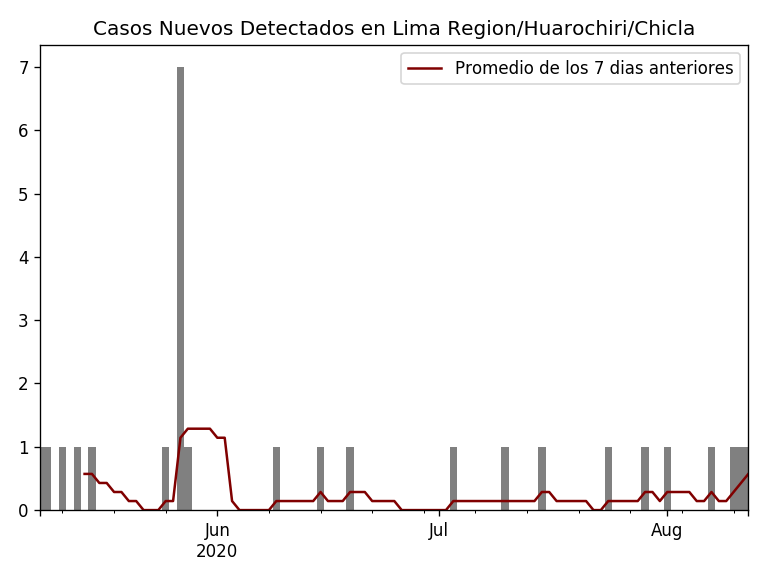 Casos Nuevos Detectados en Lima Region/Huarochiri/Chicla
Promedio de los 7 dias anteriores
7
6
5
4
3
2
1
0
Jun
2020
Jul
Aug